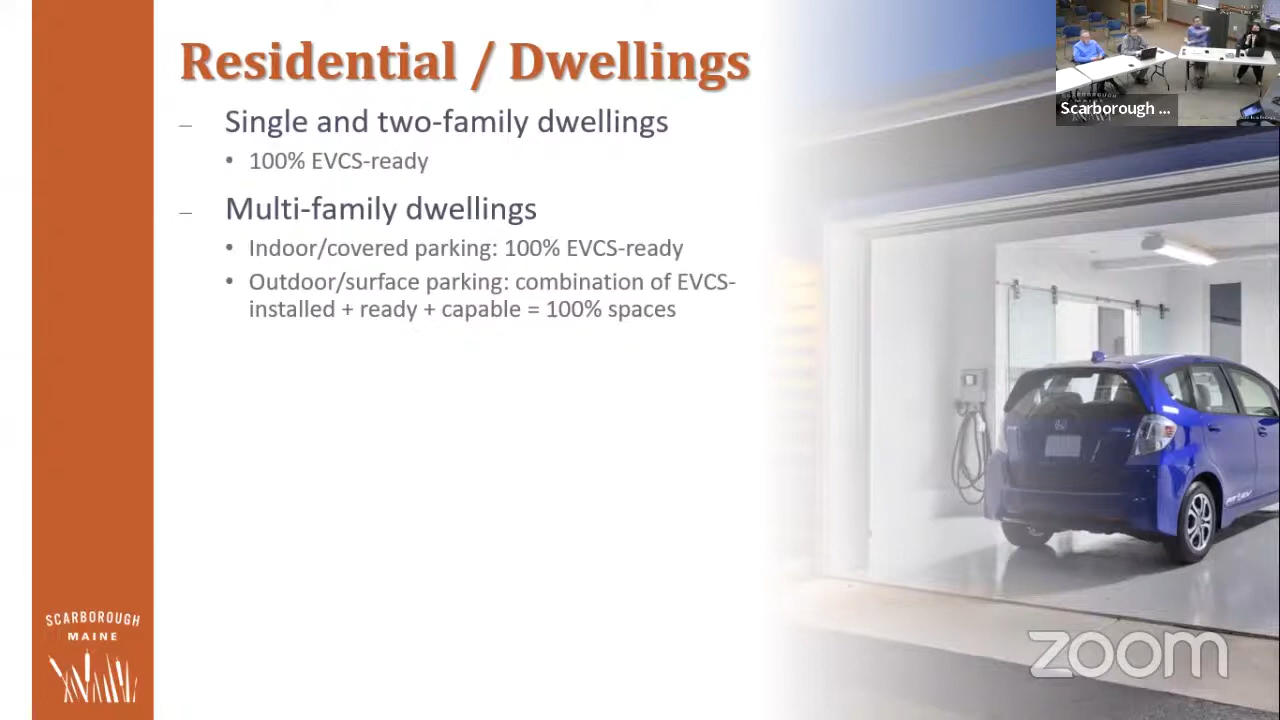 Residential / Dwellings
– Single and two-family dwellings
• 100% EVCS-ready
– Multi-family dwellings
• Indoor/covered parking: 100% EVCS-ready
• Outdoor/surface parking: combination of EVCS-
installed + ready + capable = 100% spaces
Scarborough ...
SCARBOROUGH
MAINE
zoom